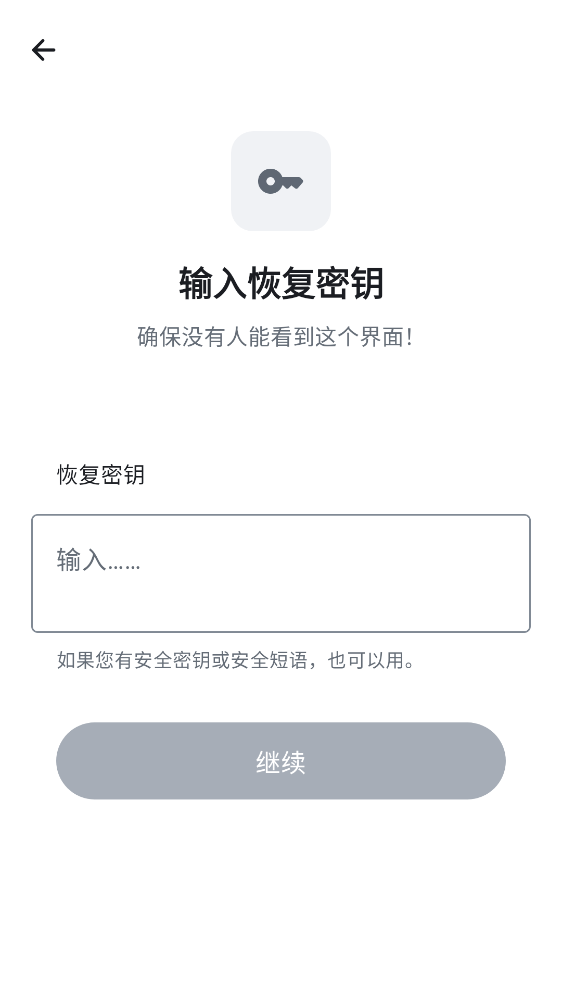 输入恢复密钥
确保没有人能看到这个界面！
恢复密钥
输入……
如果您有安全密钥或安全短语，也可以用。
继续